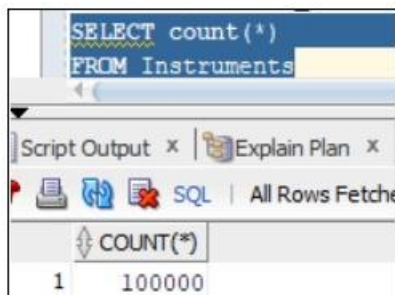 SELECT count(*)
FROM Instruments
Script Output x Explain Plan x
SQL | All Rows Fetche
COUNT(*)
1 100000